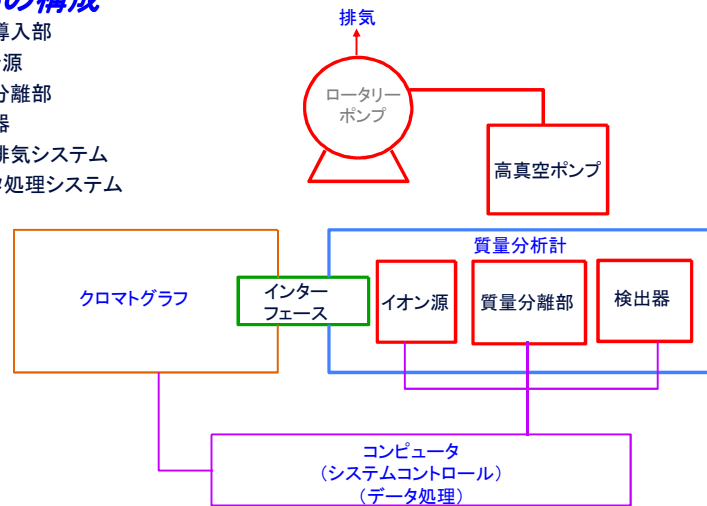 の構成
導入部
源
分離部
器
排気システム
処理システム
排気
ロータリー
ポンプ
高真空ポンプ
質量分析計
クロマトグラフ
インター
フェース
イオン源
質量分離部
検出器
コンピュータ
（システムコントロール）
（データ処理）